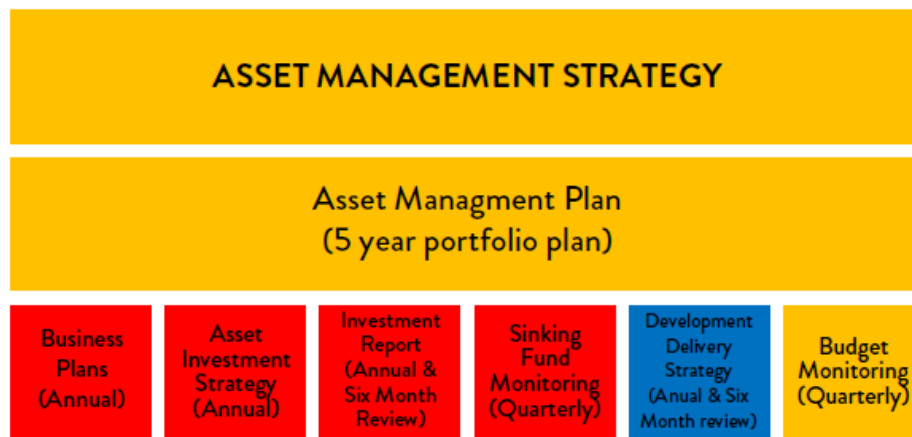 ASSET MANAGEMENT STRATEGY
Asset Managment Plan
(5 year portfolio plan)
Business
Plans
(Annual)
Asset
Investment
Strategy
(Annual)
Investment
Report
(Annual &
Six Month
Review)
Sinking
Fund
Monitoring
(Quarterly)
Development
Delivery
Strategy
(Anual & Six
Month review)
Budget
Monitoring
(Quarterly)